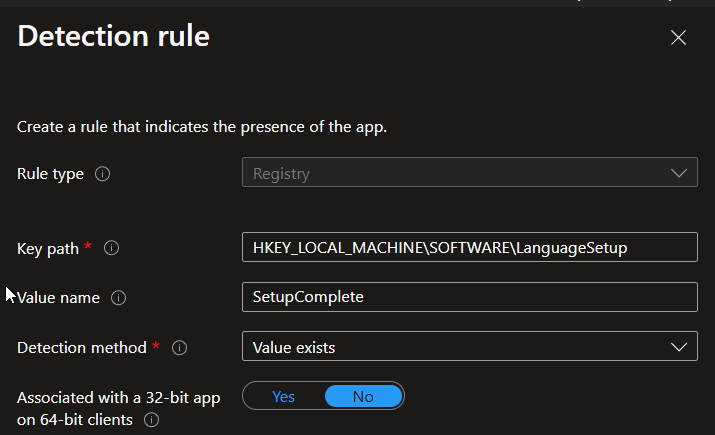 Detection rule
Create a rule that indicates the presence of the app.
Rule type
Registry
Key path *
HKEY_LOCAL_MACHINE\SOFTWARE\LanguageSetup
Value name
SetupComplete
Detection method *
Value exists
Associated with a 32-bit app
on 64-bit clients
Yes No